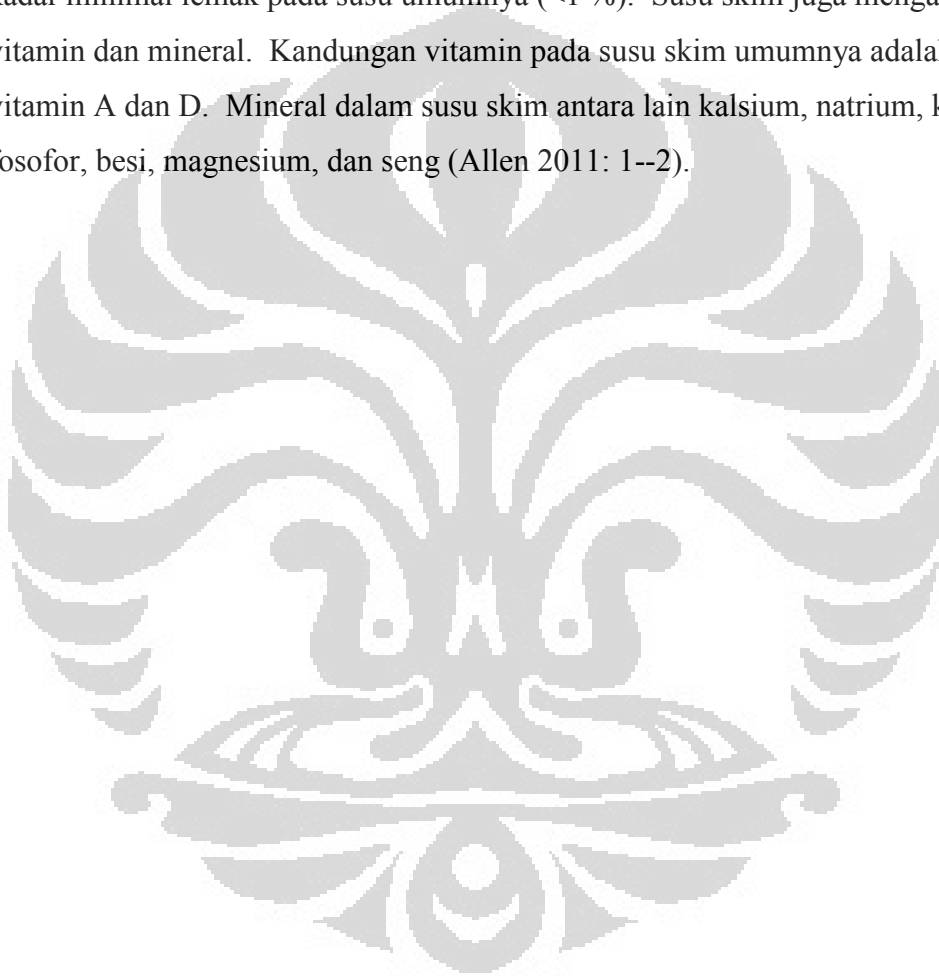 kadar minimal lemak pada susu umumnya (<1 %). Susu skim juga menga
vitamin dan mineral. Kandungan vitamin pada susu skim umumnya adala
vitamin A dan D. Mineral dalam susu skim antara lain kalsium, natrium, k
fosofor, besi, magnesium, dan seng (Allen 2011: 1--2).